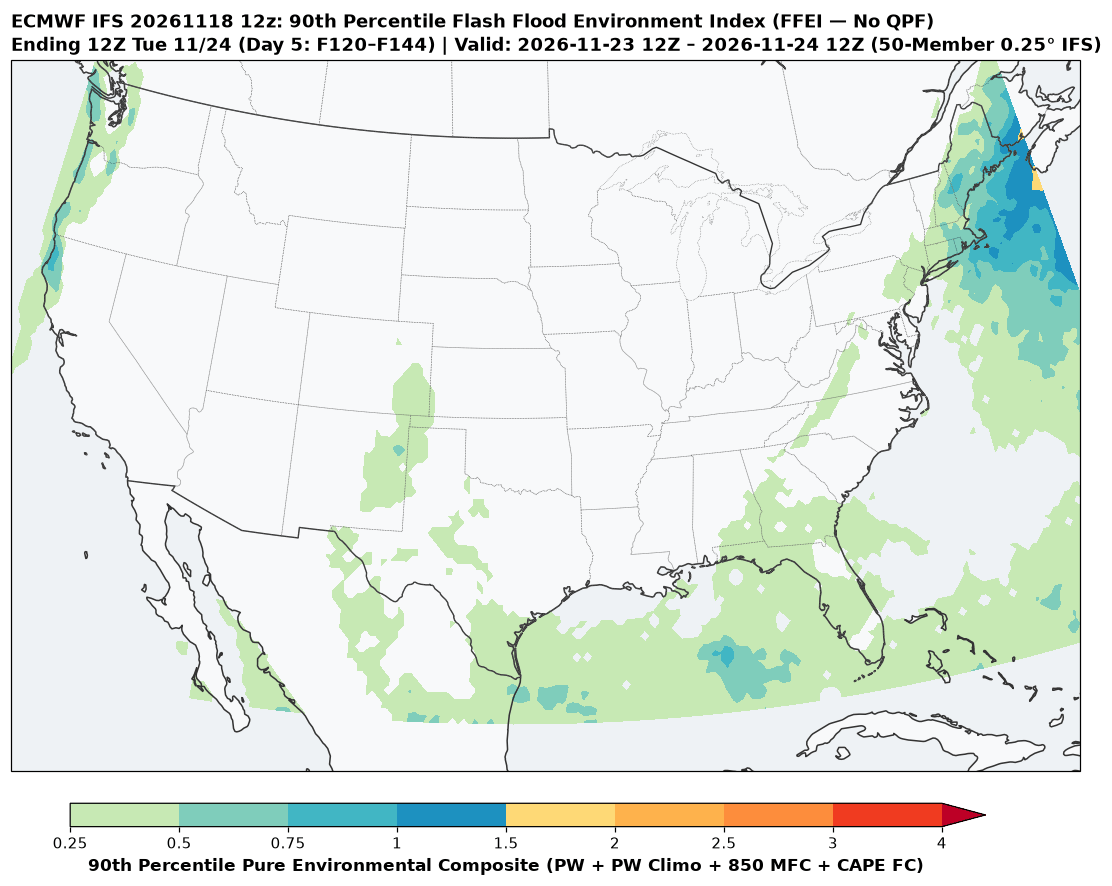 ECMWF IFS 20261118 12z: 90th Percentile Flash Flood Environment Index (FFEI — No QPF)
Ending 12Z Tue 11/24 (Day 5: F120–F144) | Valid: 2026-11-23 12Z – 2026-11-24 12Z (50-Member 0.25° IFS)
0.25 0.5 0.75 1 1.5 2 2.5 3 4
90th Percentile Pure Environmental Composite (PW + PW Climo + 850 MFC + CAPE FC)